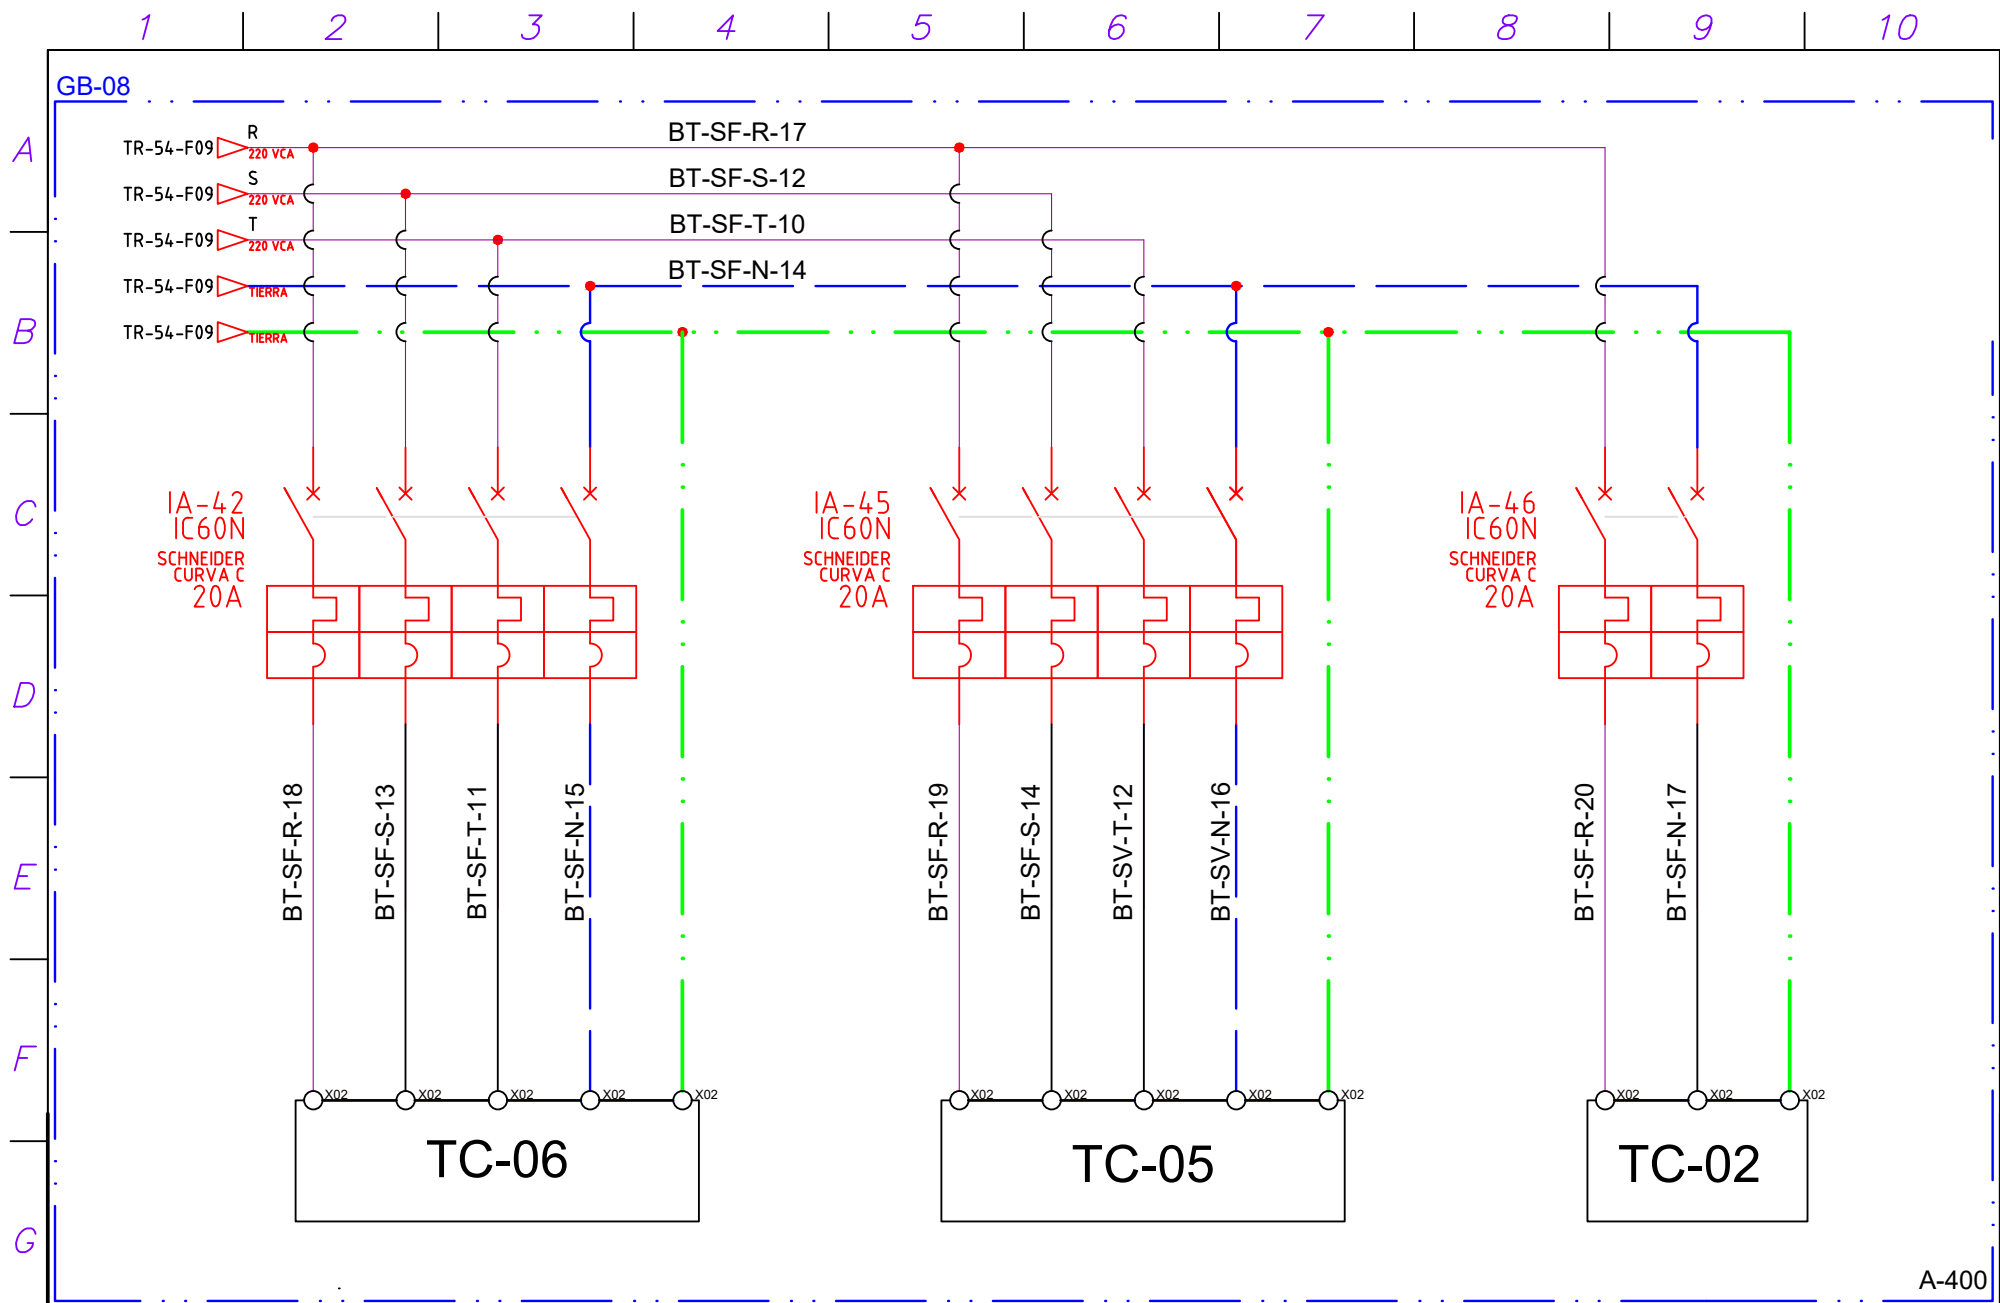 1 2 3 4 5 6 7 8 9 10
GB-08
A
TR-54-F09 R 220 VCA BT-SF-R-17
TR-54-F09 S 220 VCA BT-SF-S-12
TR-54-F09 T 220 VCA BT-SF-T-10
TR-54-F09 TIERRA BT-SF-N-14
B
TR-54-F09 TIERRA
C
IA-42
IC60N
SCHNEIDER
CURVA C
20A
IA-45
IC60N
SCHNEIDER
CURVA C
20A
IA-46
IC60N
SCHNEIDER
CURVA C
20A
D
E
BT-SF-R-18
BT-SF-S-13
BT-SF-T-11
BT-SF-N-15
BT-SF-R-19
BT-SF-S-14
BT-SV-T-12
BT-SV-N-16
BT-SF-R-20
BT-SF-N-17
F
X02 X02 X02 X02 X02 X02 X02 X02 X02 X02 X02 X02 X02
TC-06
TC-05
TC-02
G
A-400